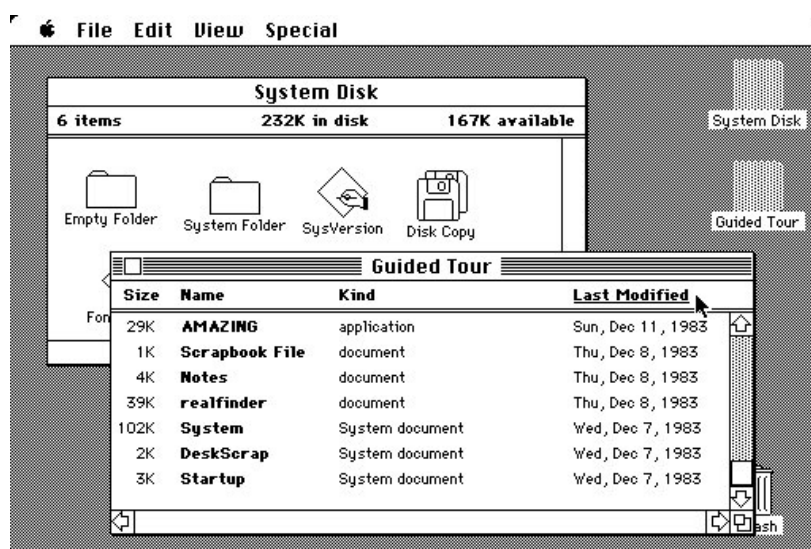 File Edit View Special
System Disk
6 items 232K in disk 167K available
Empty Folder System Folder SysVersion Disk Copy
Fon
System Disk
Guided Tour
Guided Tour
Size Name Kind Last Modified
29K AMAZING application Sun, Dec 11, 1983
1K Scrapbook File document Thu, Dec 8, 1983
4K Notes document Thu, Dec 8, 1983
39K realfinder document Thu, Dec 8, 1983
102K System System document Wed, Dec 7, 1983
2K DeskScrap System document Wed, Dec 7, 1983
3K Startup System document Wed, Dec 7, 1983
ash